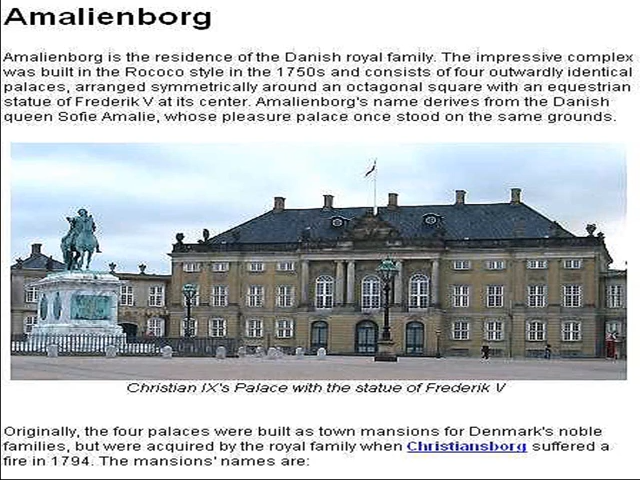 Amalienborg
Amalienborg is the residence of the Danish royal family. The impressive complex
was built in the Rococo style in the 1750s and consists of four outwardly identical
palaces, arranged symmetrically around an octagonal square with an equestrian
statue of Frederik V at its center. Amalienborg's name derives from the Danish
queen Sofie Amalie, whose pleasure palace once stood on the same grounds.
Christian IX's Palace with the statue of Frederik V
Originally, the four palaces were built as town mansions for Denmark's noble
families, but were acquired by the royal family when Christiansborg suffered a
fire in 1794. The mansions' names are: